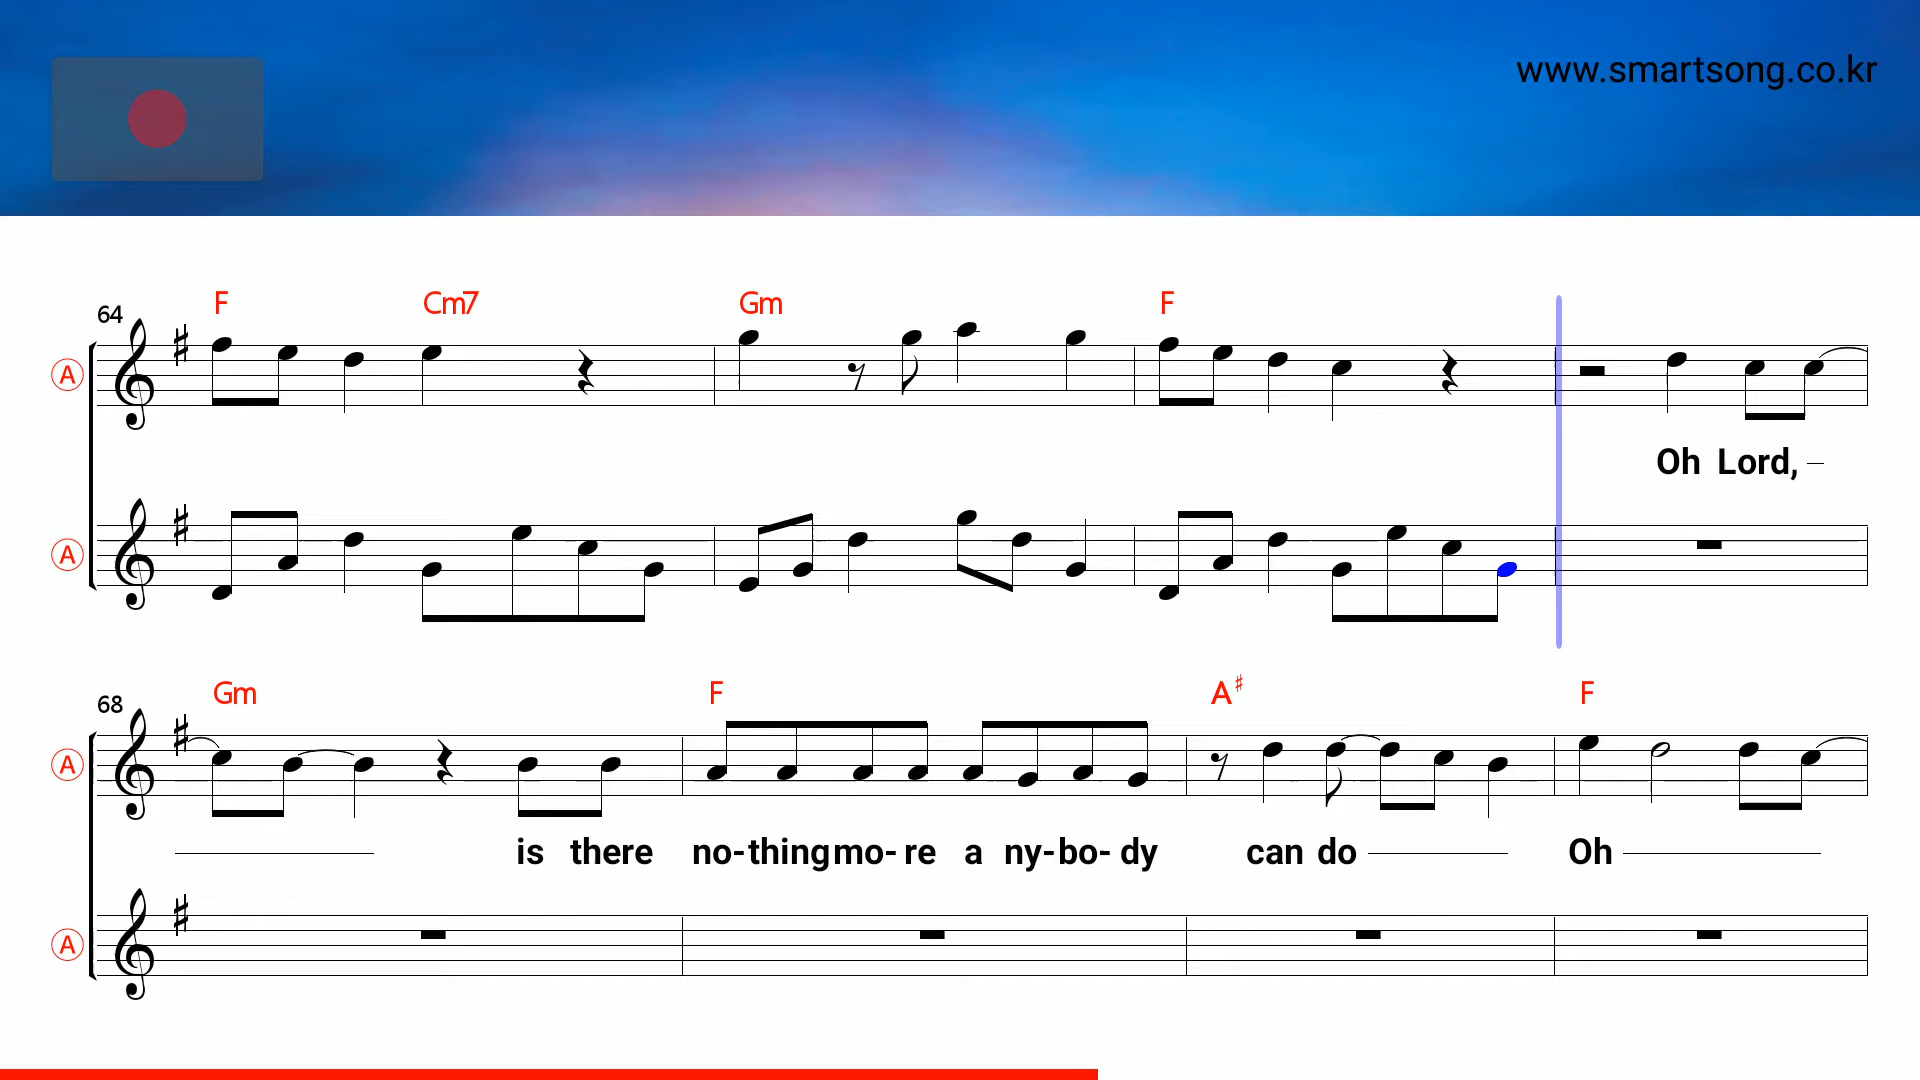 www.smartsong.co.kr
F Cm7 Gm F
64
A
Oh Lord,
A
Gm F A♯ F
68
A
is there no-thing mo- re a ny-bo- dy can do Oh
A